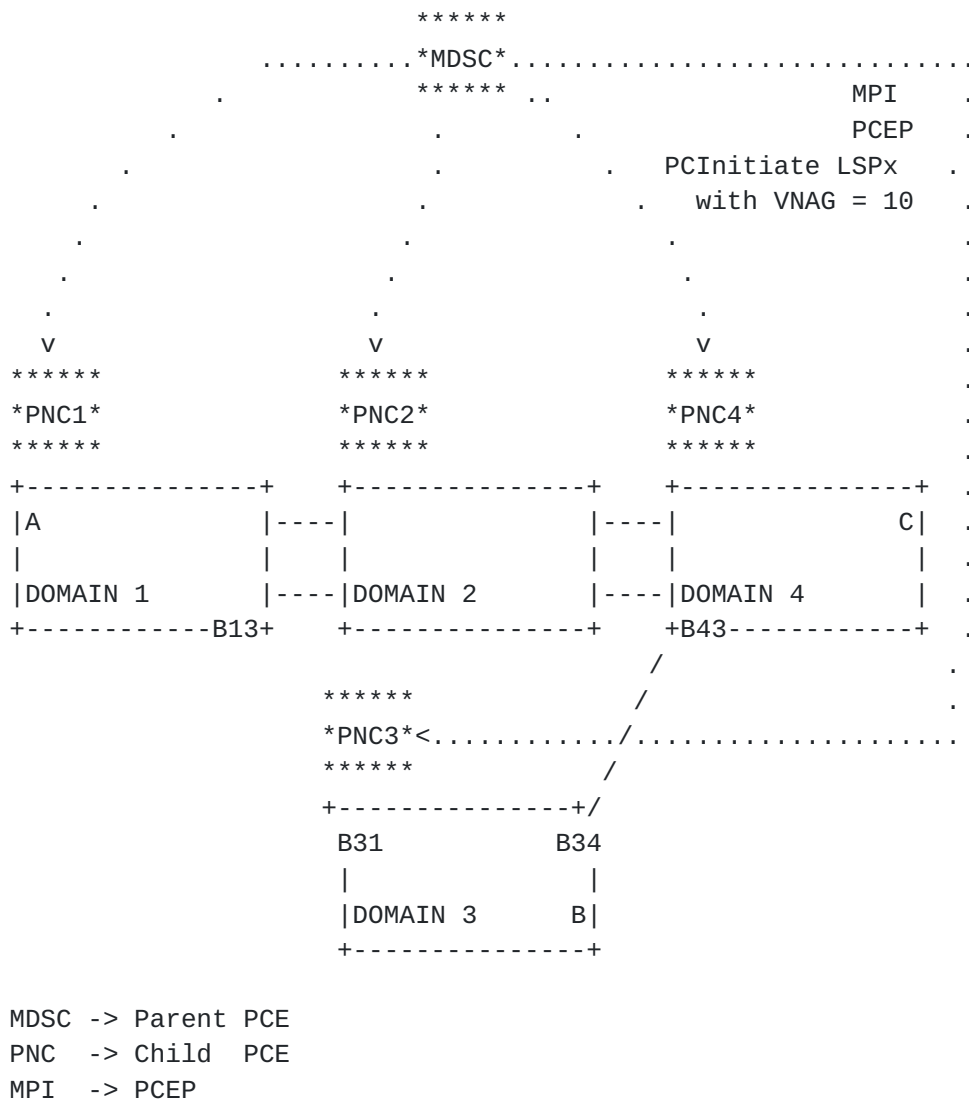 ******
..........*MDSC*..............................
. ****** .. MPI .
. . . PCEP .
. . . PCInitiate LSPx .
. . . with VNAG = 10 .
. . . .
. . . .
. . . .
v v v .
****** ****** ****** .
*PNC1* *PNC2* *PNC4* .
****** ****** ****** .
+---------------+ +---------------+ +---------------+ .
|A |----| |----| C| .
| | | | | | .
|DOMAIN 1 |----|DOMAIN 2 |----|DOMAIN 4 | .
+------------B13+ +---------------+ +B43------------+ .
/ .
****** / .
*PNC3*<............/.....................
****** /
+---------------+/
B31 B34
| |
|DOMAIN 3 B|
+---------------+
MDSC -> Parent PCE
PNC -> Child PCE
MPI -> PCEP